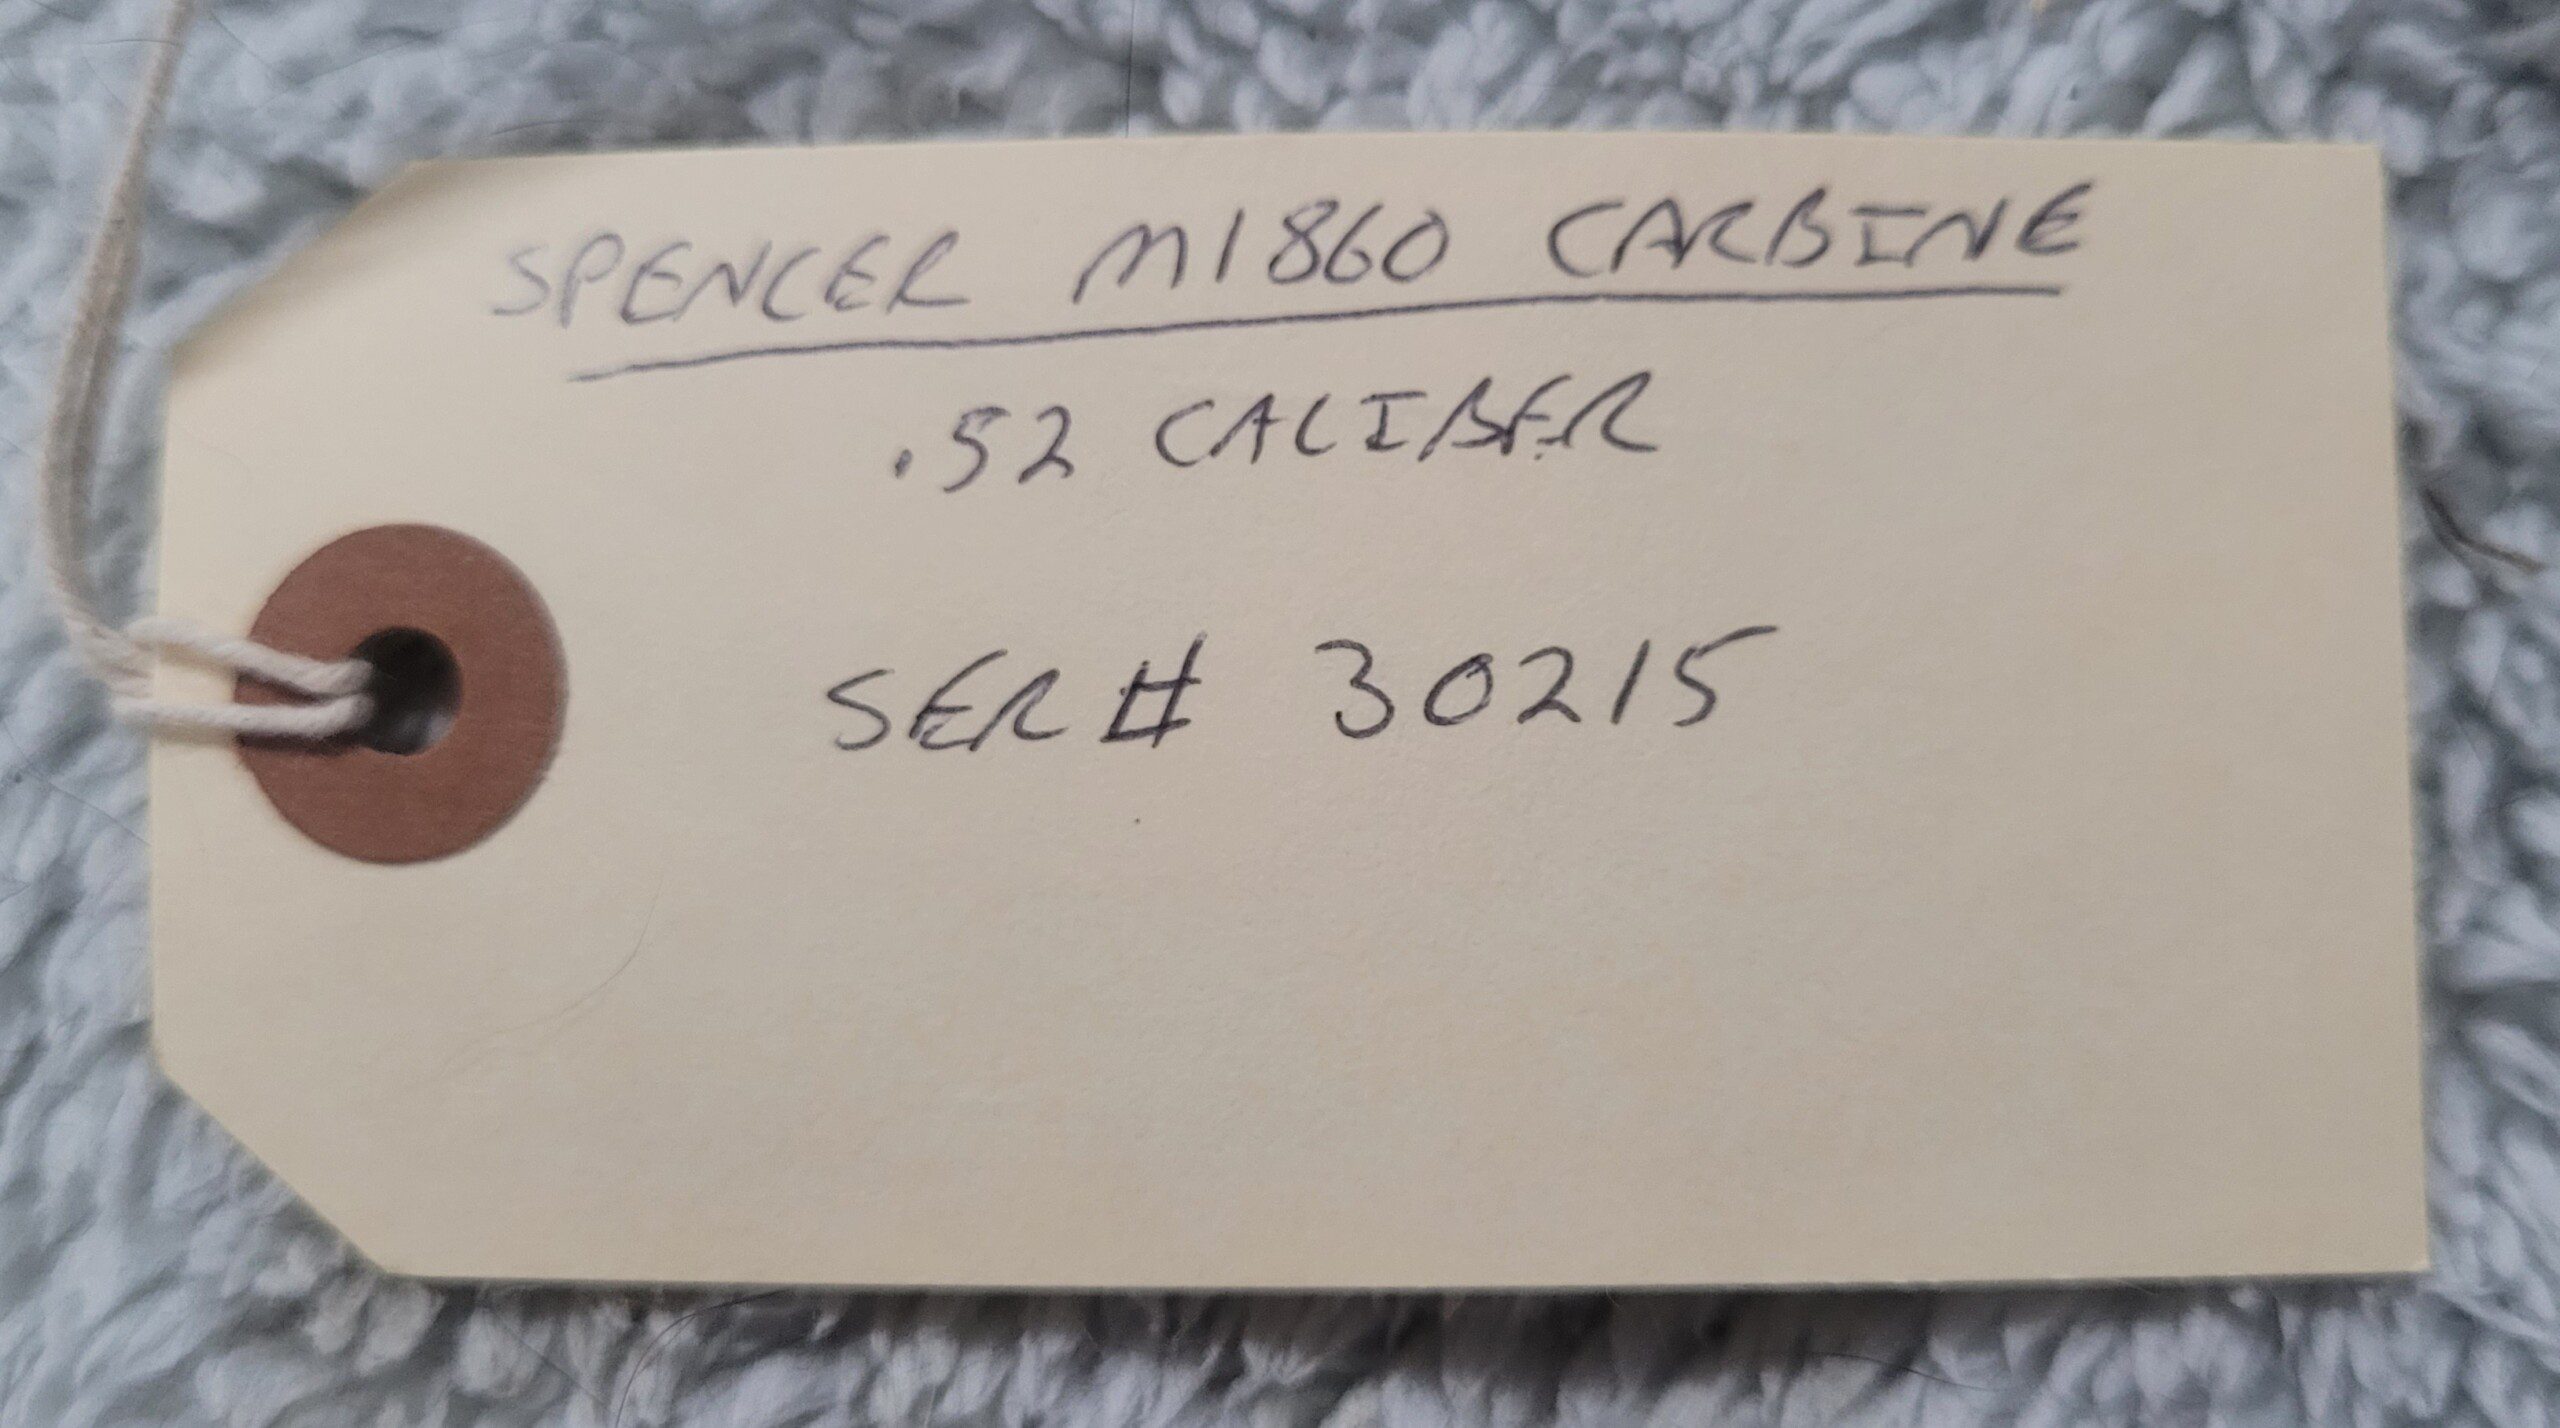 SPENCER M1860 CARBINE
.52 CALIBER
SER# 30215